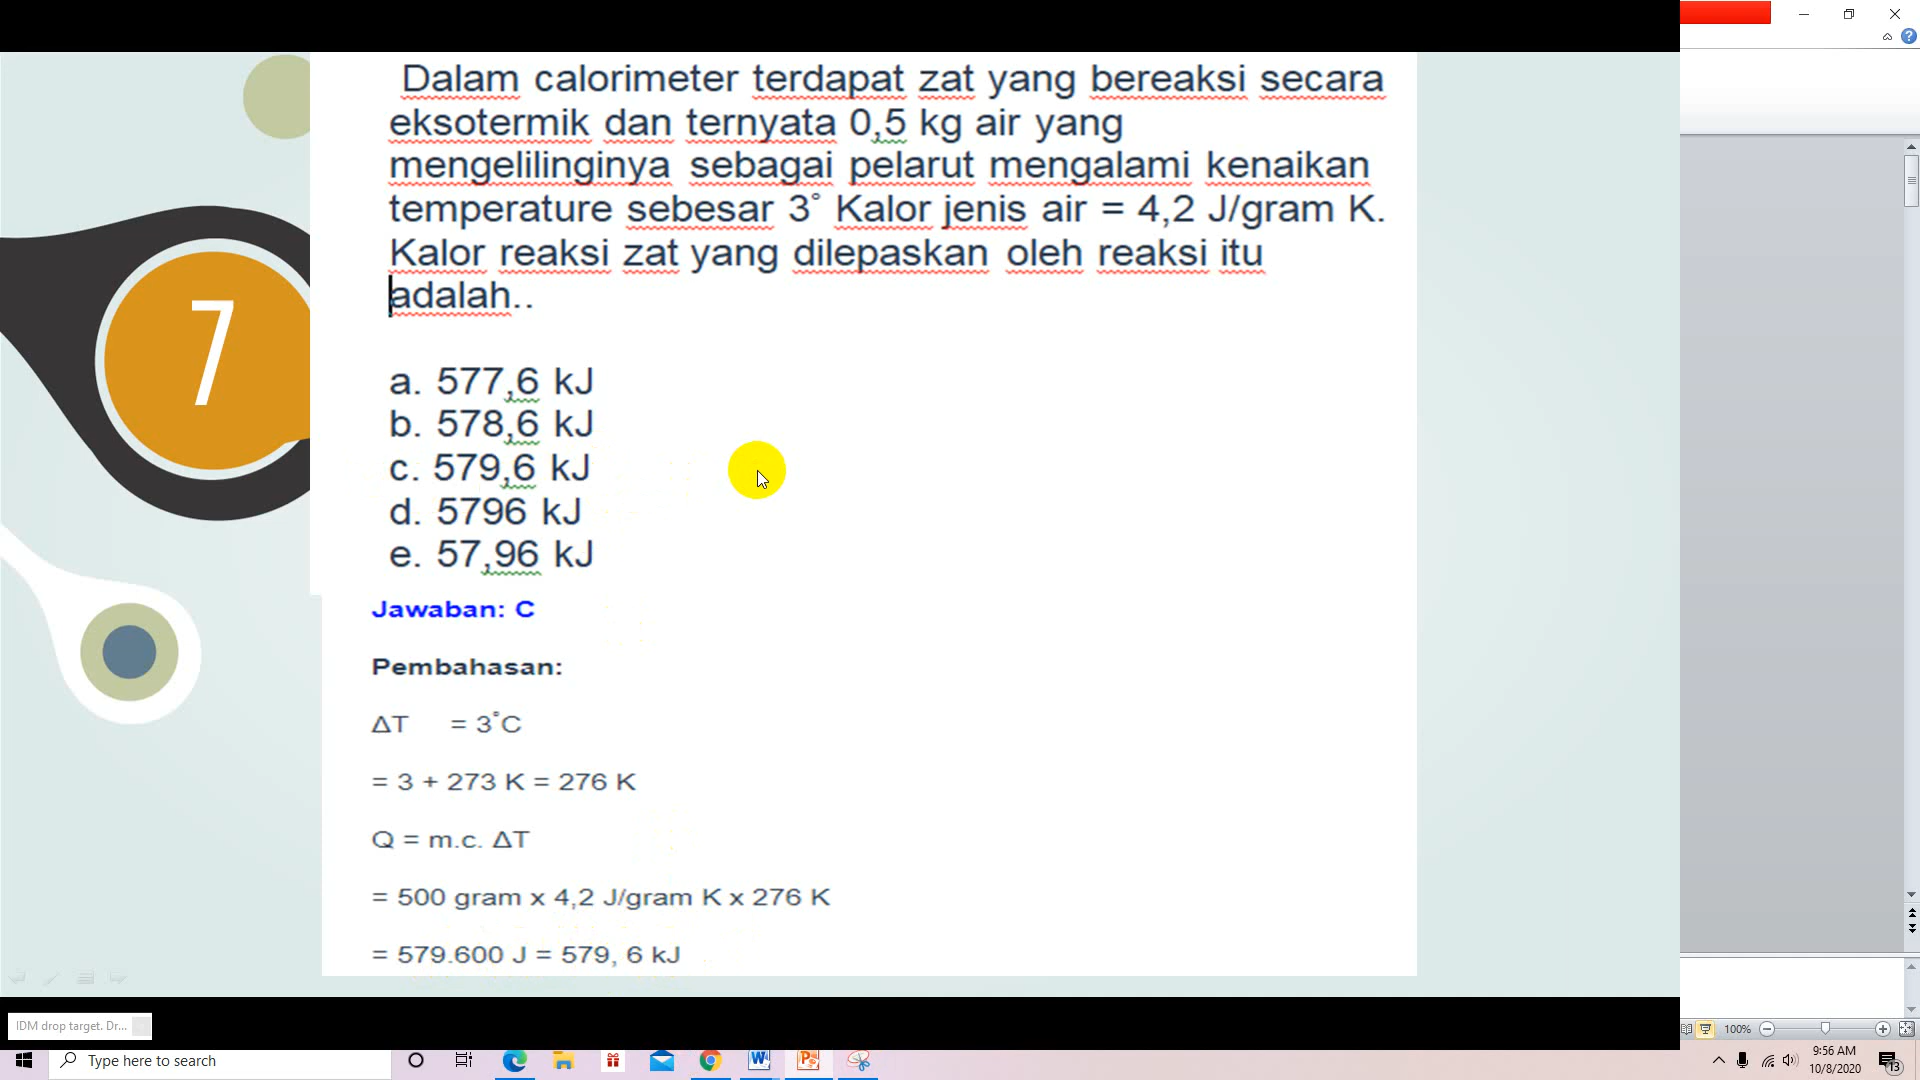 7
Dalam calorimeter terdapat zat yang bereaksi secara
eksotermik dan ternyata 0,5 kg air yang
mengelilinginya sebagai pelarut mengalami kenaikan
temperature sebesar 3° Kalor jenis air = 4,2 J/gram K.
Kalor reaksi zat yang dilepaskan oleh reaksi itu
adalah..
a. 577,6 kJ
b. 578,6 kJ
c. 579,6 kJ
d. 5796 kJ
e. 57,96 kJ
Jawaban: C
Pembahasan:
ΔT = 3°C
= 3 + 273 K = 276 K
Q = m.c. ΔT
= 500 gram x 4,2 J/gram K x 276 K
= 579.600 J = 579, 6 kJ
IDM drop target. Dr...
100%
Type here to search
9:56 AM
10/8/2020
13